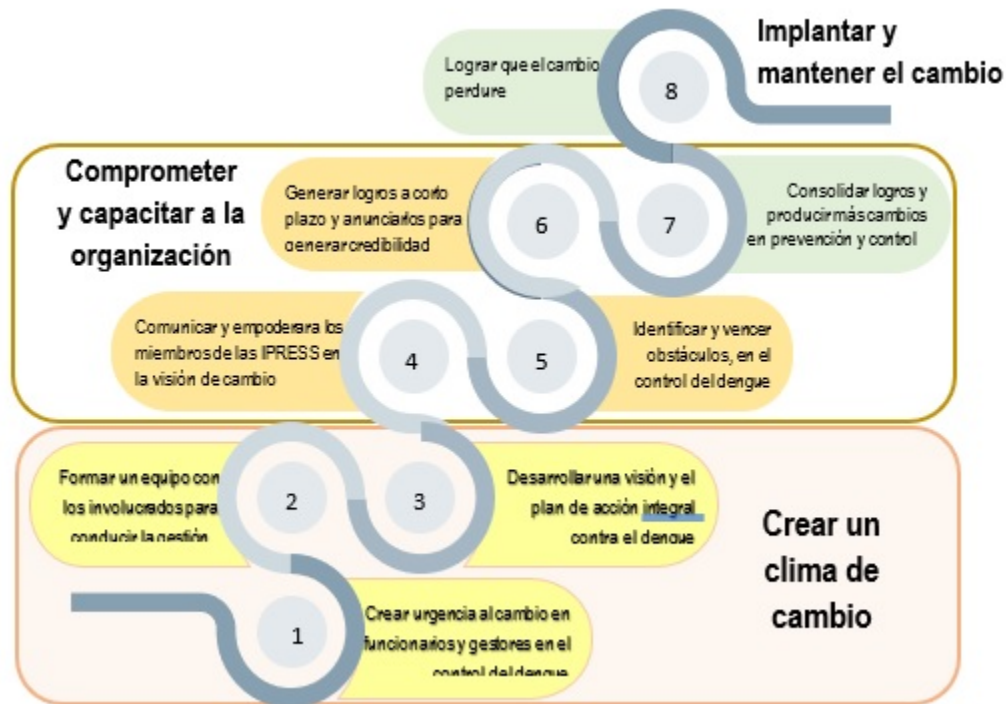 Implantar y
mantener el cambio
Lograr que el cambio
perdure
8
Comprometer
y capacitar a la
organización
Generar logros a corto
plazo y anunciarlos para
generar credibilidad
6
7
Consolidar logros y
producir más cambios
en prevención y control
Comunicar y empoderara los
miembros de las IPRESS en
la visión de cambio
4
5
Identificar y vencer
obstáculos, en el
control del dengue
Formar un equipo con
los involucrados para
conducir la gestión
2
3
Desarrollar una visión y el
plan de acción integral
contra el dengue
Crear un
clima de
cambio
1
Crear urgencia al cambio en
funcionarios y gestores en el
control del dengue